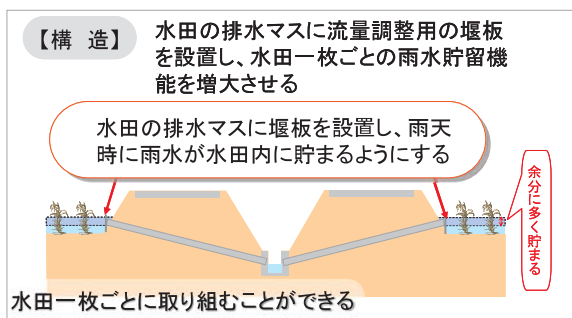 【構 造】
水田の排水マスに流量調整用の堰板
を設置し、水田一枚ごとの雨水貯留機
能を増大させる
水田の排水マスに堰板を設置し、雨天
時に雨水が水田内に貯まるようにする
余分に多く貯まる
水田一枚ごとに取り組むことができる